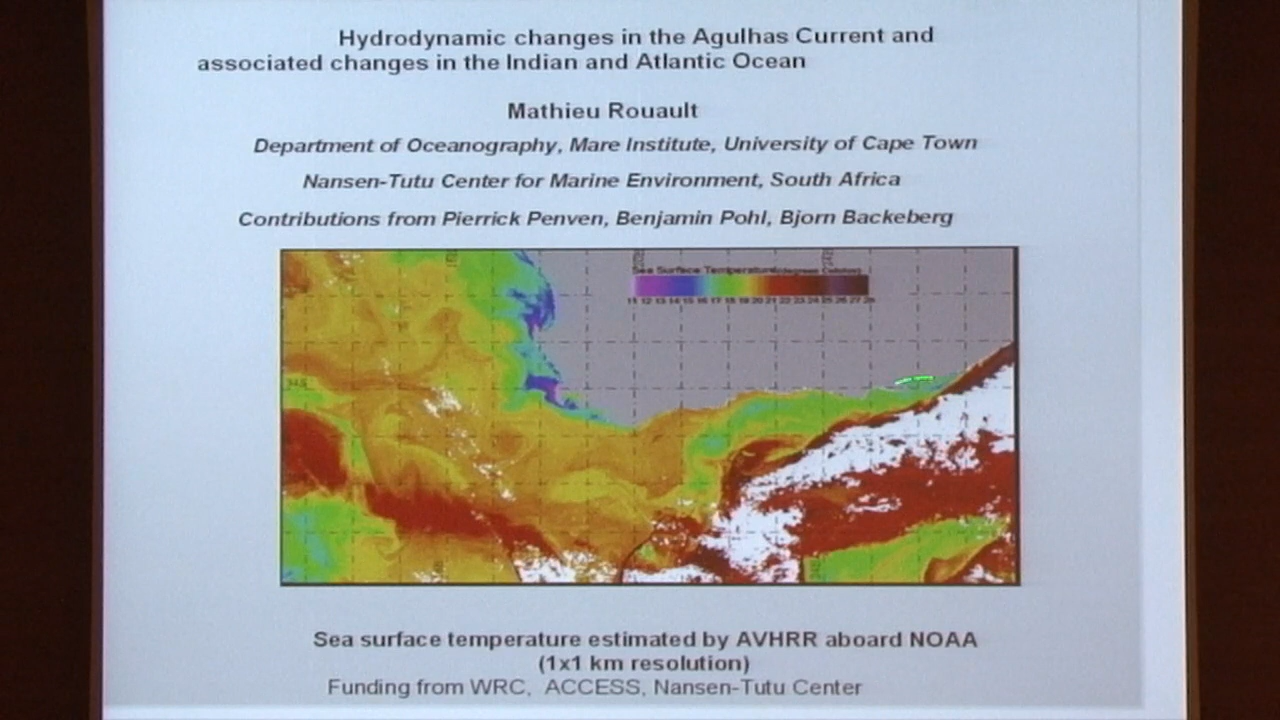 Hydrodynamic changes in the Agulhas Current and
associated changes in the Indian and Atlantic Ocean
Mathieu Rouault
Department of Oceanography, Mare Institute, University of Cape Town
Nansen-Tutu Center for Marine Environment, South Africa
Contributions from Pierrick Penven, Benjamin Pohl, Bjorn Backeberg
Sea Surface Temperature (degrees Celsius)
11 12 13 14 15 16 17 18 19 20 21 22 23 24 25 26 27 28
Sea surface temperature estimated by AVHRR aboard NOAA
(1x1 km resolution)
Funding from WRC, ACCESS, Nansen-Tutu Center